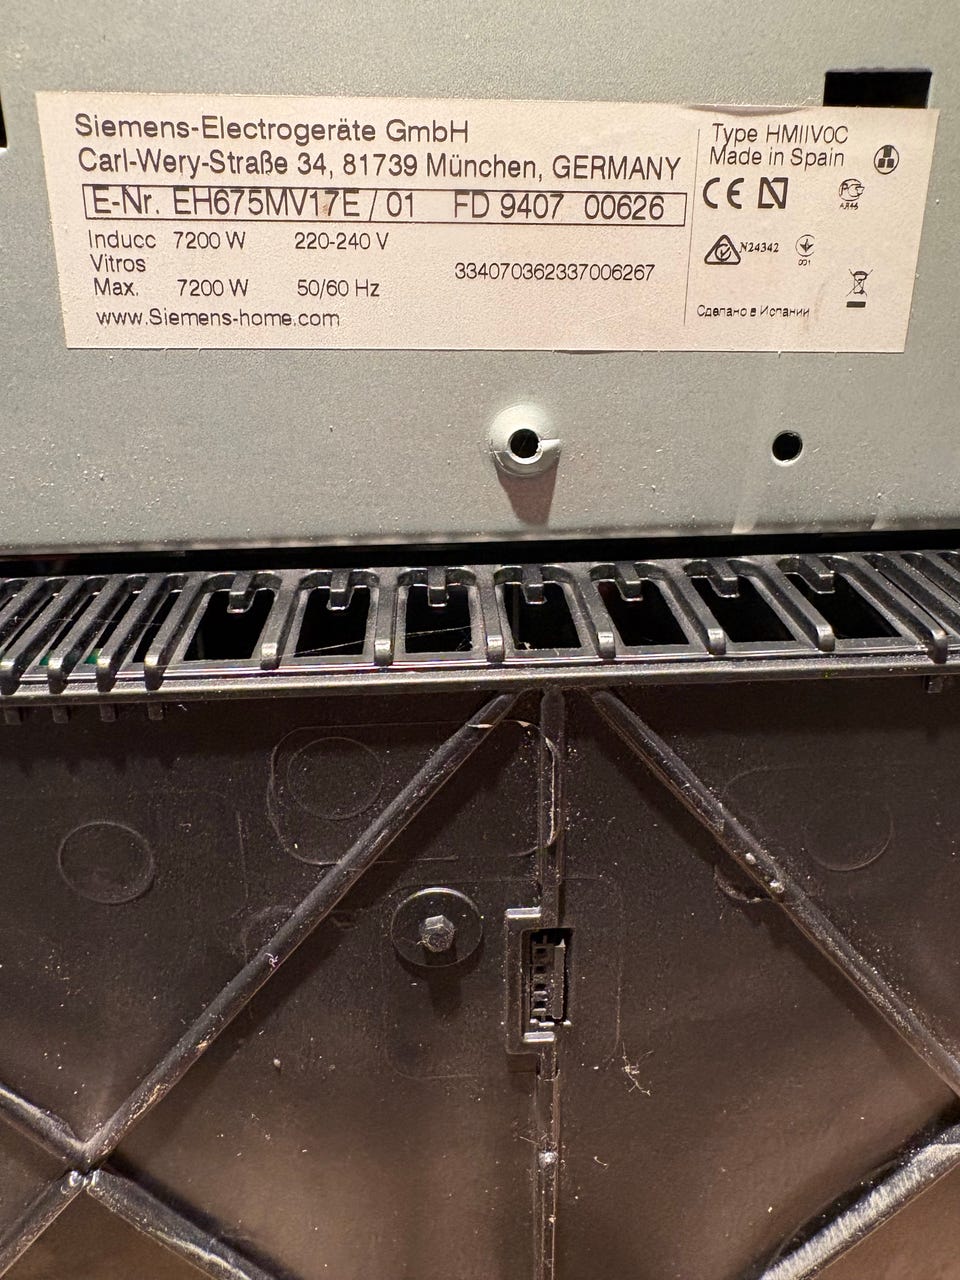 Siemens-Electrogeräte GmbH
Carl-Wery-Straße 34, 81739 München, GERMANY
E-Nr. EH675MV17E / 01 FD 9407 00626
Inducc 7200 W 220-240 V
Vitros
Max. 7200 W 50/60 Hz
334070362337006267
www.Siemens-home.com
Type HMIIV0C
Made in Spain
CE N
N24342
Сделано в Испании